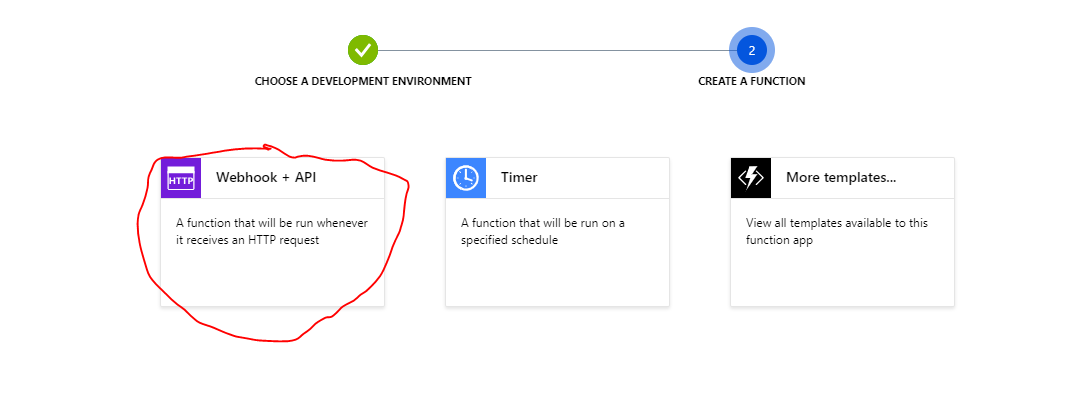 2
CHOOSE A DEVELOPMENT ENVIRONMENT
CREATE A FUNCTION
HTTP
Webhook + API
A function that will be run whenever
it receives an HTTP request
Timer
A function that will be run on a
specified schedule
More templates...
View all templates available to this
function app